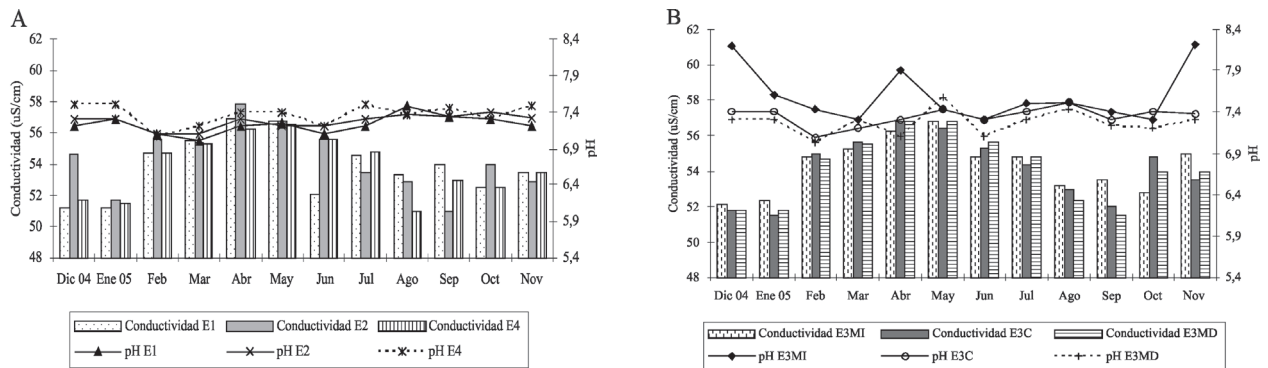 A
Conductividad (uS/cm)
62
60
58
56
54
52
50
48
8,4
7,9
7,4
6,9
6,4
5,9
5,4
pH
Dic 04 Ene 05 Feb Mar Abr May Jun Jul Ago Sep Oct Nov
Conductividad E1 Conductividad E2 Conductividad E4
pH E1 pH E2 pH E4
B
Conductividad (uS/cm)
62
60
58
56
54
52
50
48
8,4
7,9
7,4
6,9
6,4
5,9
5,4
pH
Dic 04 Ene 05 Feb Mar Abr May Jun Jul Ago Sep Oct Nov
Conductividad E3MI Conductividad E3C Conductividad E3MD
pH E3MI pH E3C pH E3MD